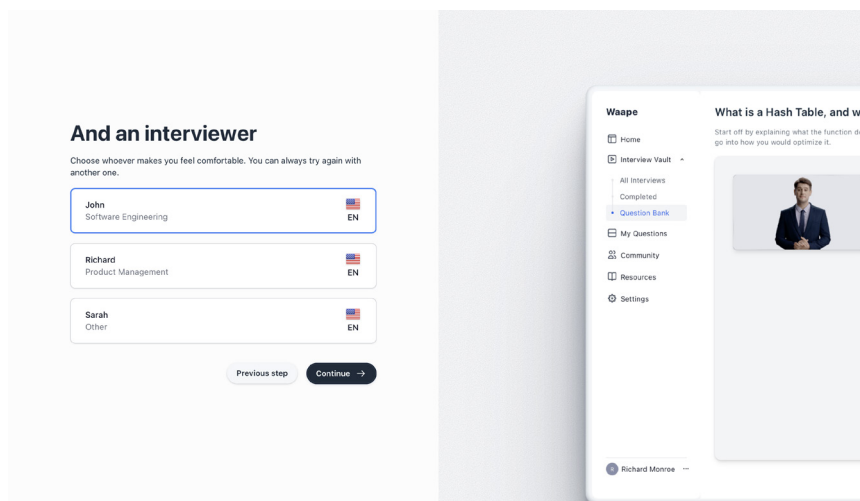 And an interviewer
Choose whoever makes you feel comfortable. You can always try again with
another one.
John
Software Engineering
EN
Richard
Product Management
EN
Sarah
Other
EN
Previous step
Continue →
Waape
Home
Interview Vault
All Interviews
Completed
Question Bank
My Questions
Community
Resources
Settings
Richard Monroe
What is a Hash Table, and w
Start off by explaining what the function d
go into how you would optimize it.